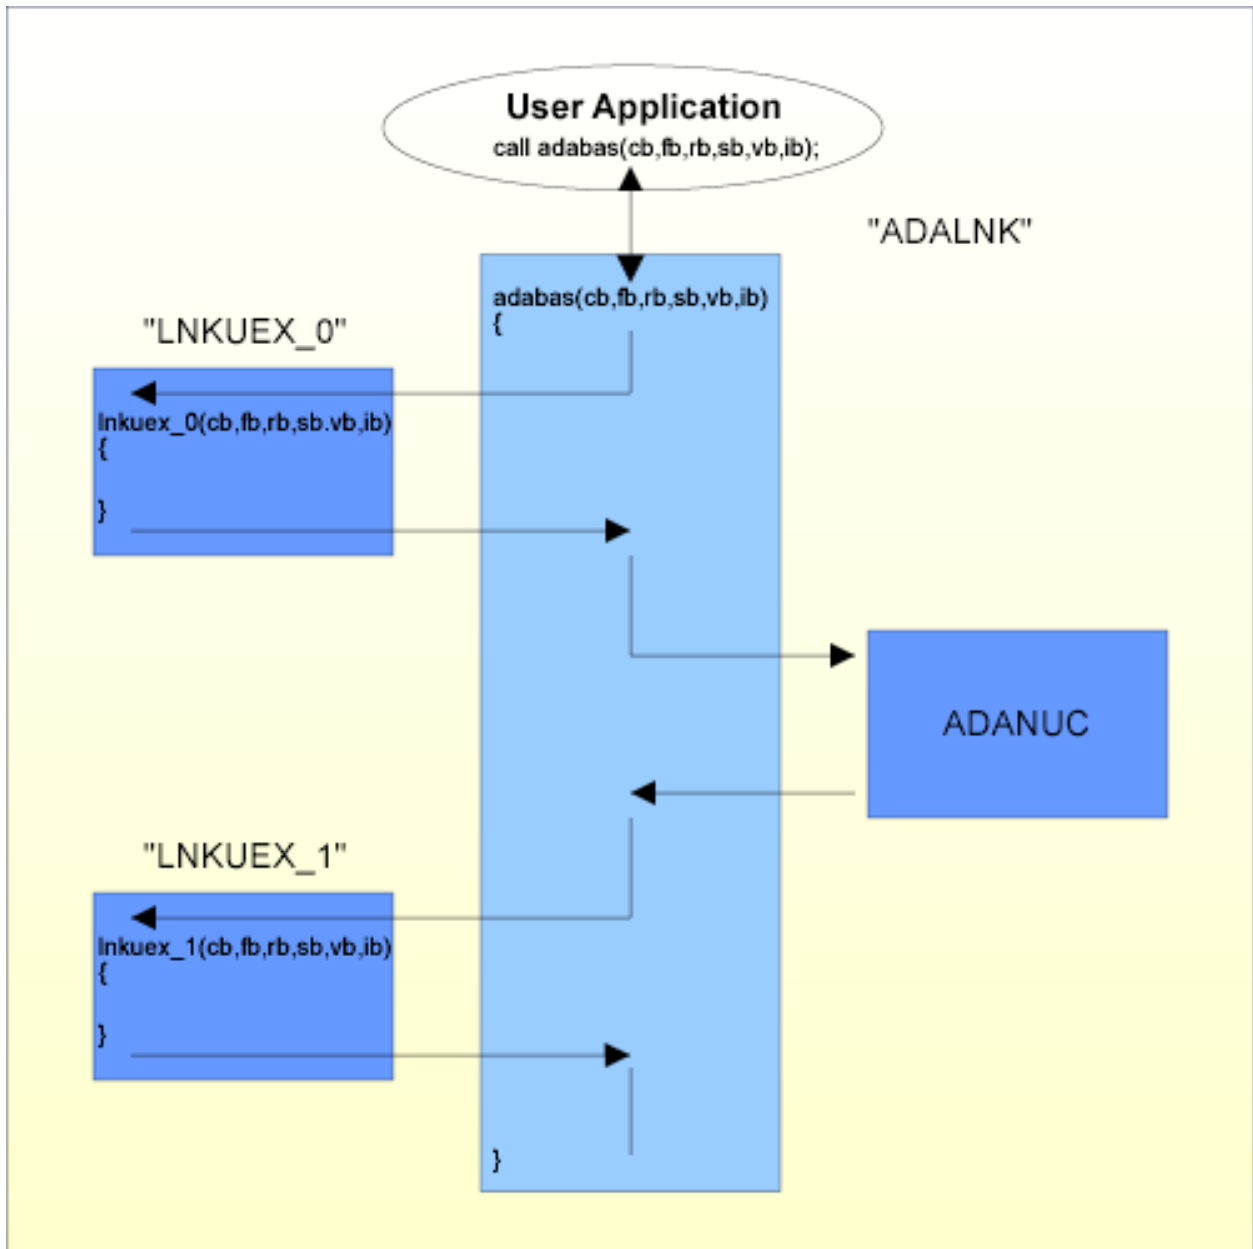 User Application
call adabas(cb,fb,rb,sb,vb,ib);
"ADALNK"
adabas(cb,fb,rb,sb,vb,ib)
{
"LNKUEX_0"
lnkuex_0(cb,fb,rb,sb.vb,ib)
{
}
ADANUC
"LNKUEX_1"
lnkuex_1(cb,fb,rb,sb,vb,ib)
{
}
}